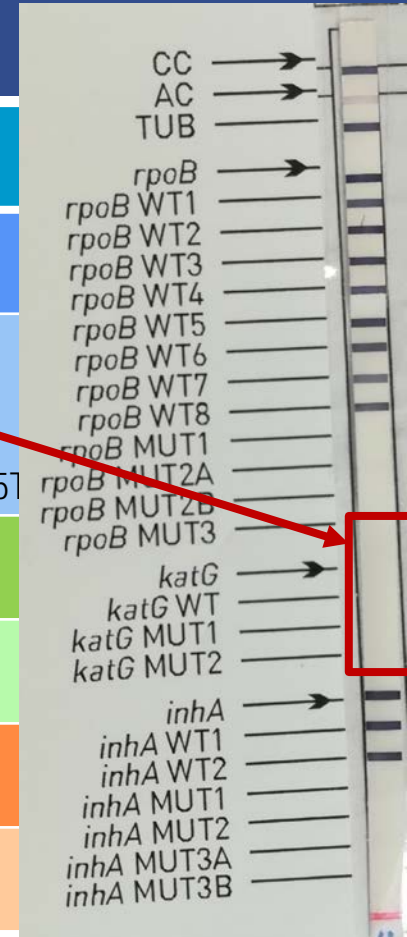 CC
AC
TUB
rpoB
rpoB WT1
rpoB WT2
rpoB WT3
rpoB WT4
rpoB WT5
rpoB WT6
rpoB WT7
rpoB WT8
rpoB MUT1
rpoB MUT2A
rpoB MUT2B
rpoB MUT3
katG
katG WT
katG MUT1
katG MUT2
inhA
inhA WT1
inhA WT2
inhA MUT1
inhA MUT2
inhA MUT3A
inhA MUT3B